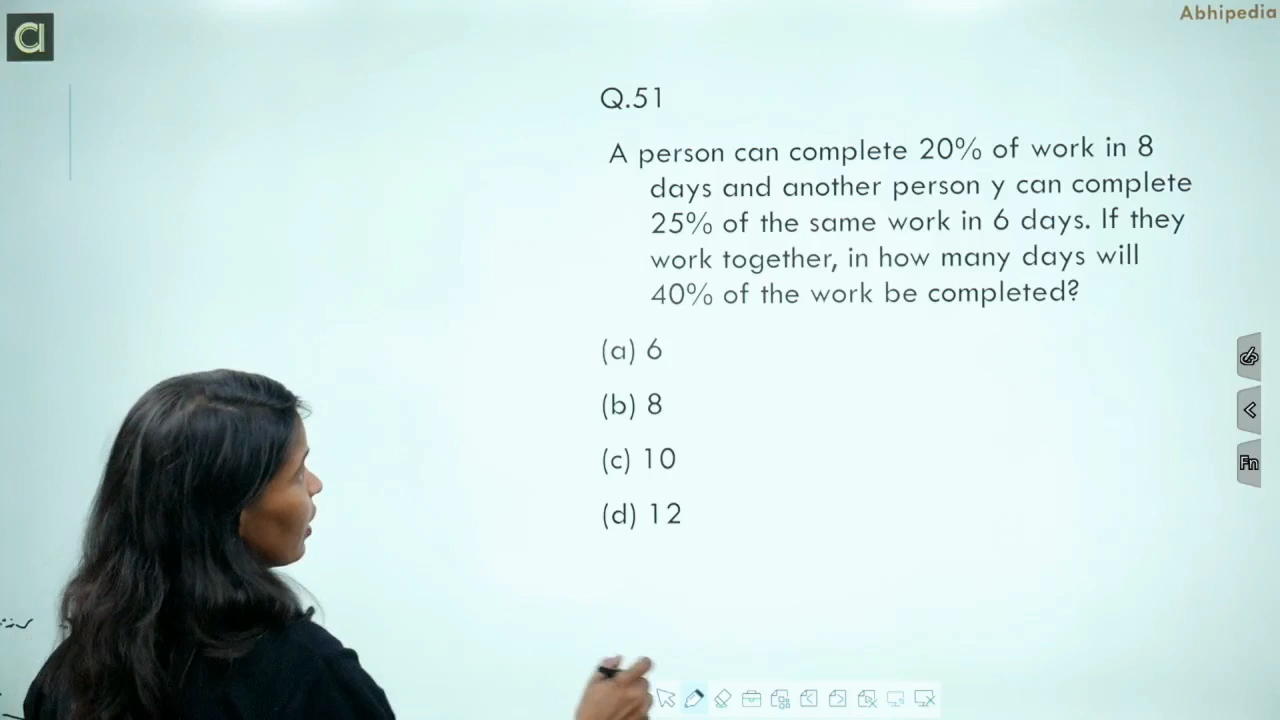 Abhipedia
a
Q.51
A person can complete 20% of work in 8
days and another person y can complete
25% of the same work in 6 days. If they
work together, in how many days will
40% of the work be completed?
(a) 6
(b) 8
(c) 10
(d) 12
Fn